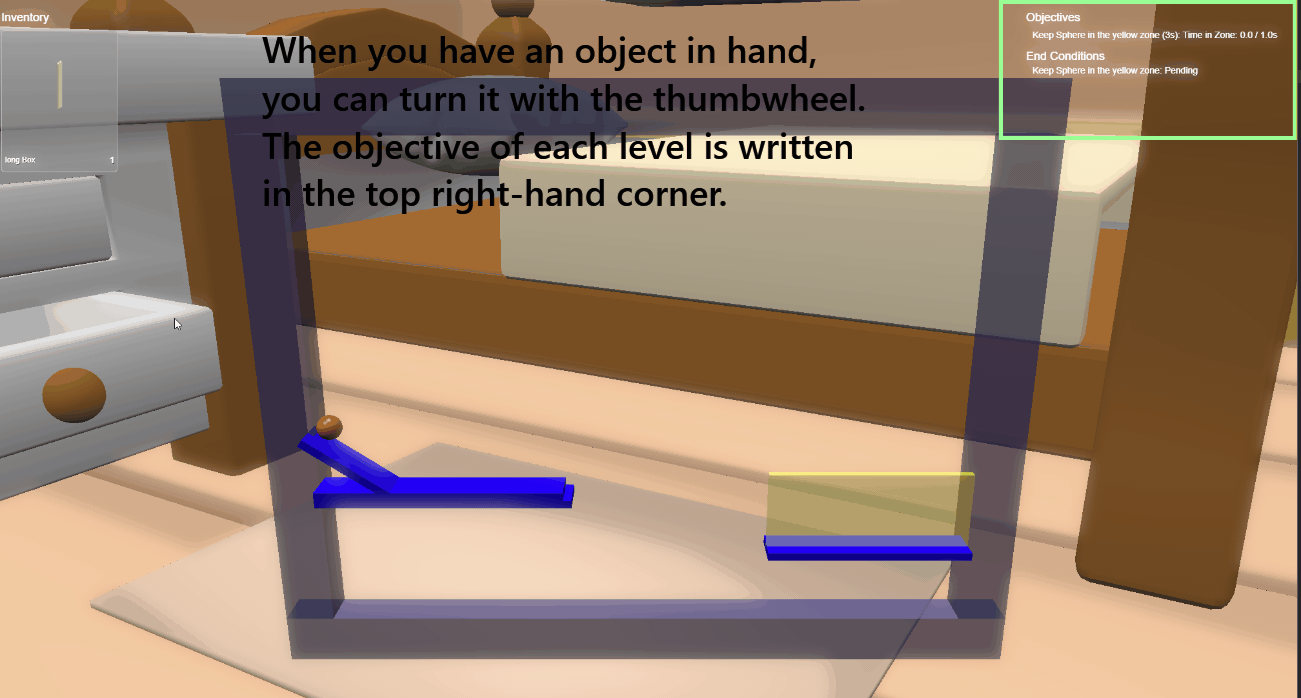 Inventory
long Box 1
When you have an object in hand,
you can turn it with the thumbwheel.
The objective of each level is written
in the top right-hand corner.
Objectives
Keep Sphere in the yellow zone (3s): Time in Zone: 0.0 / 1.0s
End Conditions
Keep Sphere in the yellow zone: Pending